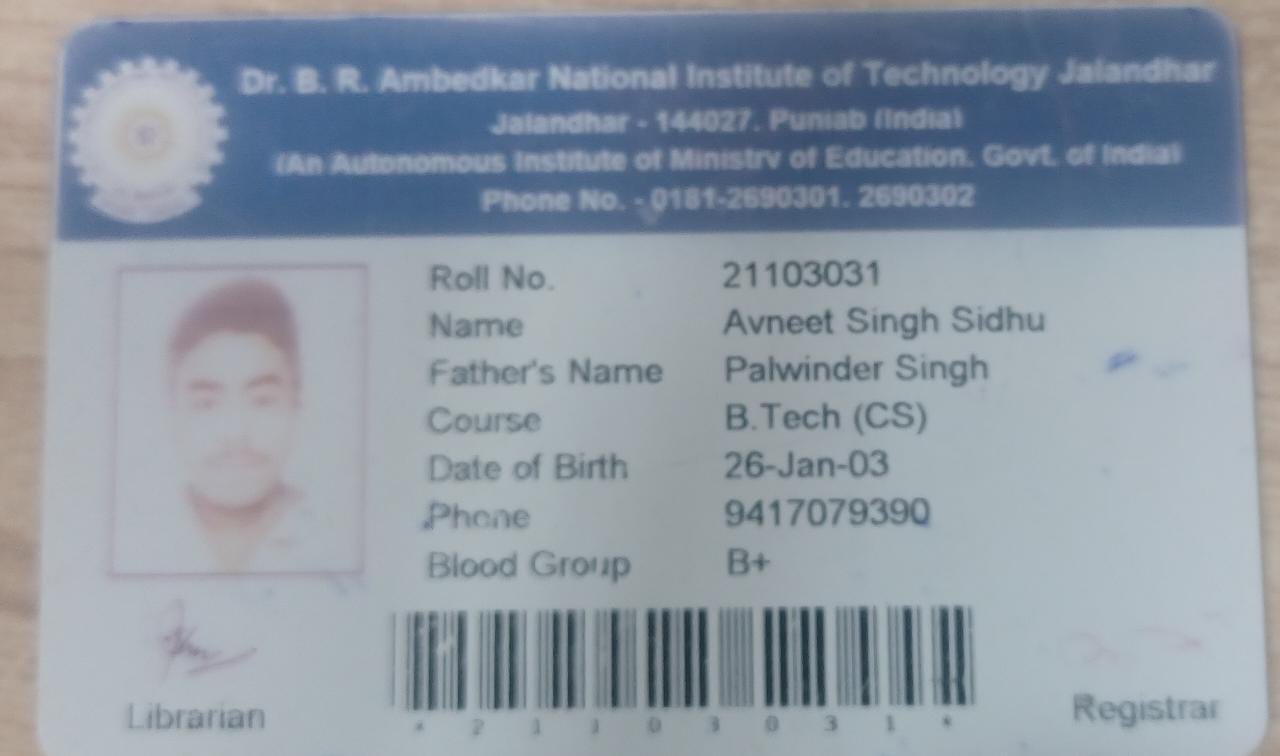 Dr. B. R. Ambedkar National Institute of Technology Jalandhar
Jalandhar - 144027. Punjab (India)
(An Autonomous Institute of Ministry of Education. Govt. of India)
Phone No. - 0181-2690301. 2690302
Roll No. 21103031
Name Avneet Singh Sidhu
Father's Name Palwinder Singh
Course B.Tech (CS)
Date of Birth 26-Jan-03
Phone 9417079390
Blood Group B+
* 2 1 1 0 3 0 3 1 *
Librarian
Registrar